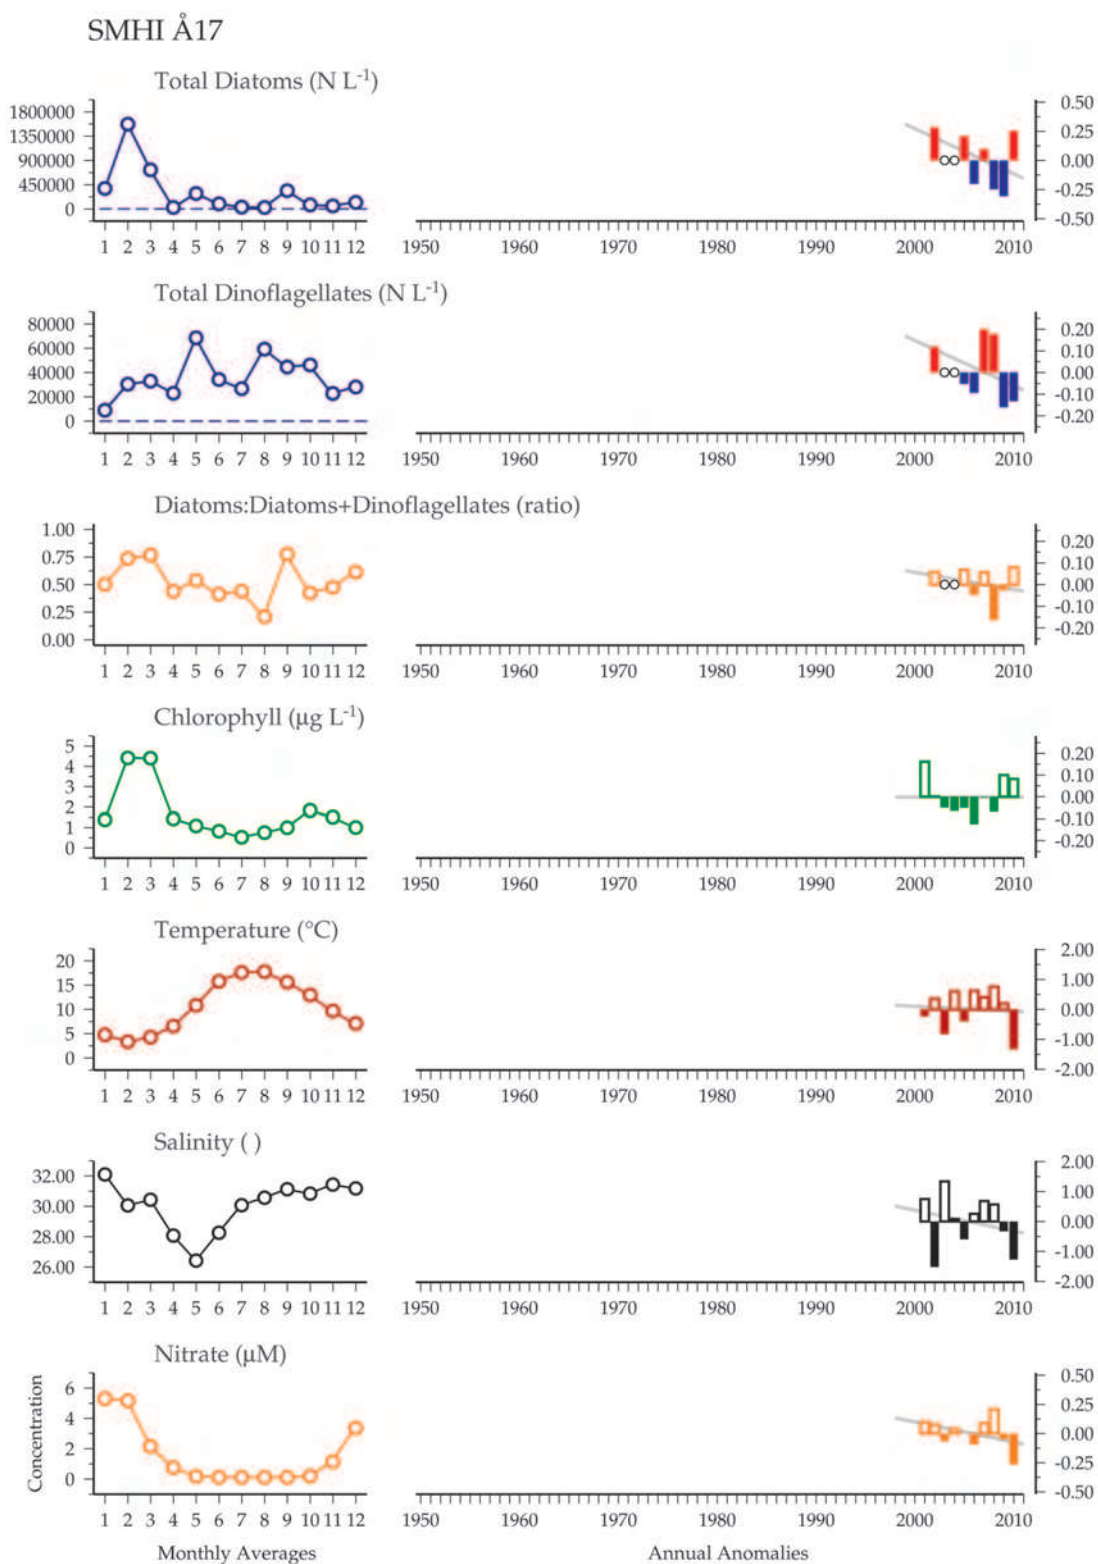 SMHI Å17
Total Diatoms (N L-1)
1800000
1350000
900000
450000
0
0.50
0.25
0.00
-0.25
-0.50
1 2 3 4 5 6 7 8 9 10 11 12
1950 1960 1970 1980 1990 2000 2010
Total Dinoflagellates (N L-1)
80000
60000
40000
20000
0
0.20
0.10
0.00
-0.10
-0.20
1 2 3 4 5 6 7 8 9 10 11 12
1950 1960 1970 1980 1990 2000 2010
Diatoms:Diatoms+Dinoflagellates (ratio)
1.00
0.75
0.50
0.25
0.00
0.20
0.10
0.00
-0.10
-0.20
1 2 3 4 5 6 7 8 9 10 11 12
1950 1960 1970 1980 1990 2000 2010
Chlorophyll (µg L-1)
5
4
3
2
1
0
0.20
0.10
0.00
-0.10
-0.20
1 2 3 4 5 6 7 8 9 10 11 12
1950 1960 1970 1980 1990 2000 2010
Temperature (°C)
20
15
10
5
0
2.00
1.00
0.00
-1.00
-2.00
1 2 3 4 5 6 7 8 9 10 11 12
1950 1960 1970 1980 1990 2000 2010
Salinity ( )
32.00
30.00
28.00
26.00
2.00
1.00
0.00
-1.00
-2.00
1 2 3 4 5 6 7 8 9 10 11 12
1950 1960 1970 1980 1990 2000 2010
Nitrate (µM)
Concentration
6
4
2
0
0.50
0.25
0.00
-0.25
-0.50
1 2 3 4 5 6 7 8 9 10 11 12
1950 1960 1970 1980 1990 2000 2010
Monthly Averages
Annual Anomalies